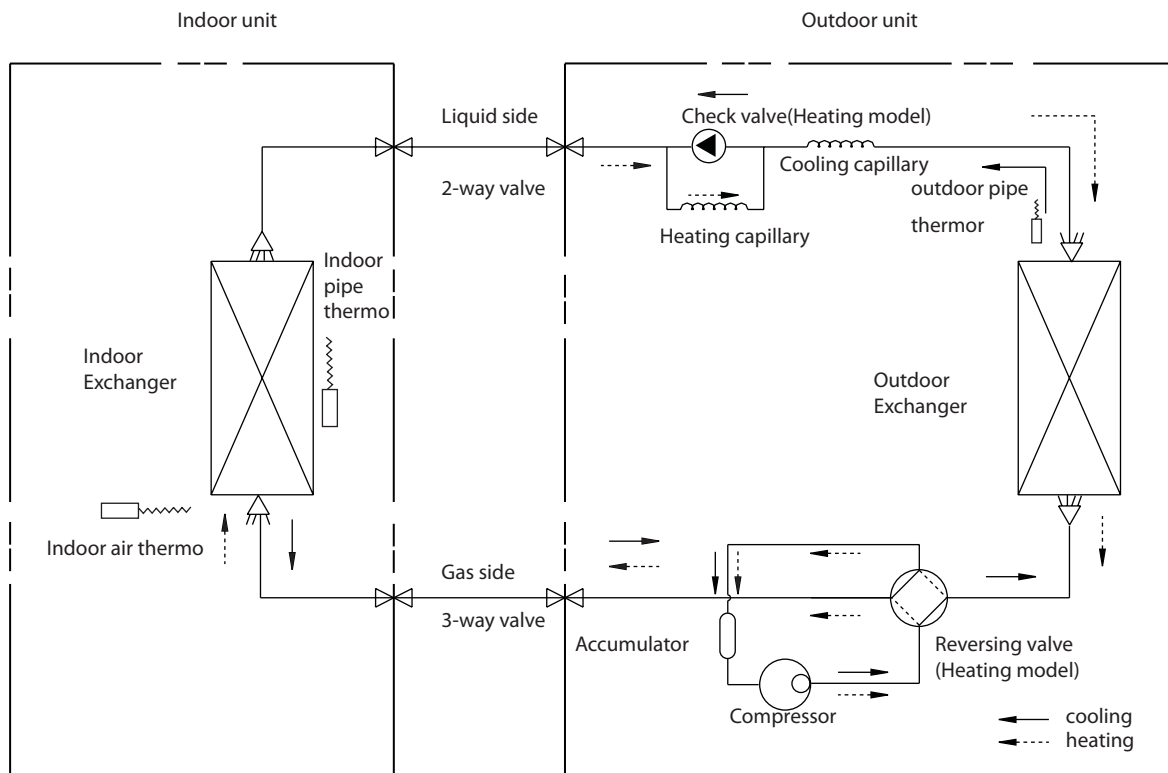 Indoor unit
Outdoor unit
Liquid side
2-way valve
Check valve(Heating model)
Cooling capillary
Heating capillary
outdoor pipe
thermor
Indoor
pipe
thermo
Indoor
Exchanger
Outdoor
Exchanger
Indoor air thermo
Gas side
3-way valve
Accumulator
Compressor
Reversing valve
(Heating model)
cooling
heating